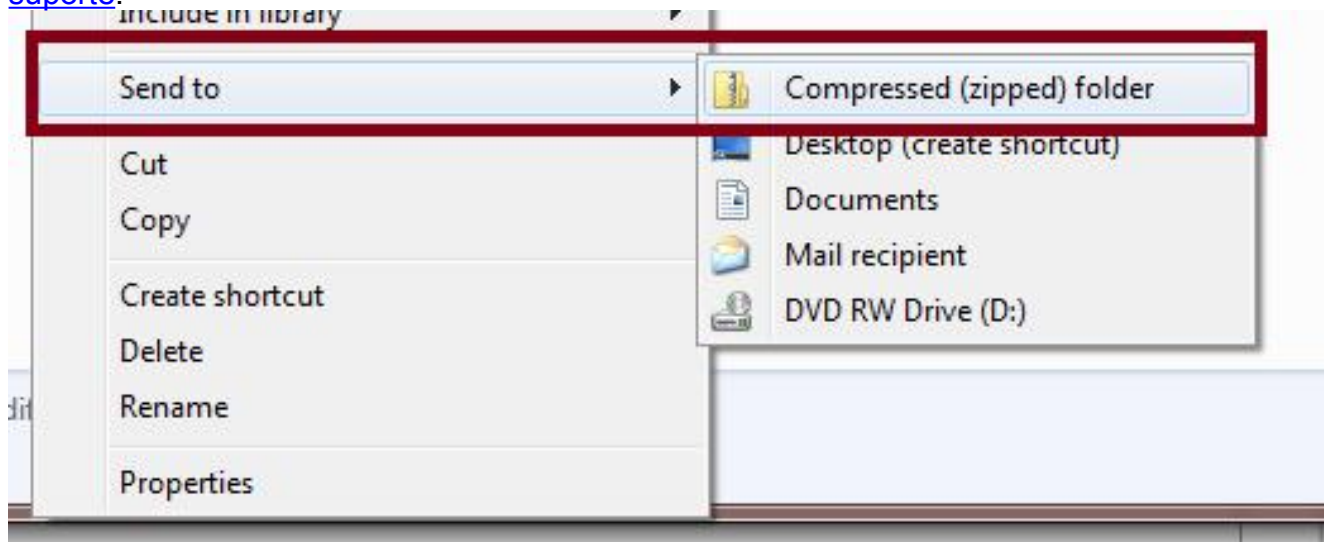 suporte.
Include in library
Send to
Compressed (zipped) folder
Desktop (create shortcut)
Cut
Documents
Copy
Mail recipient
Create shortcut
DVD RW Drive (D:)
Delete
Rename
Properties